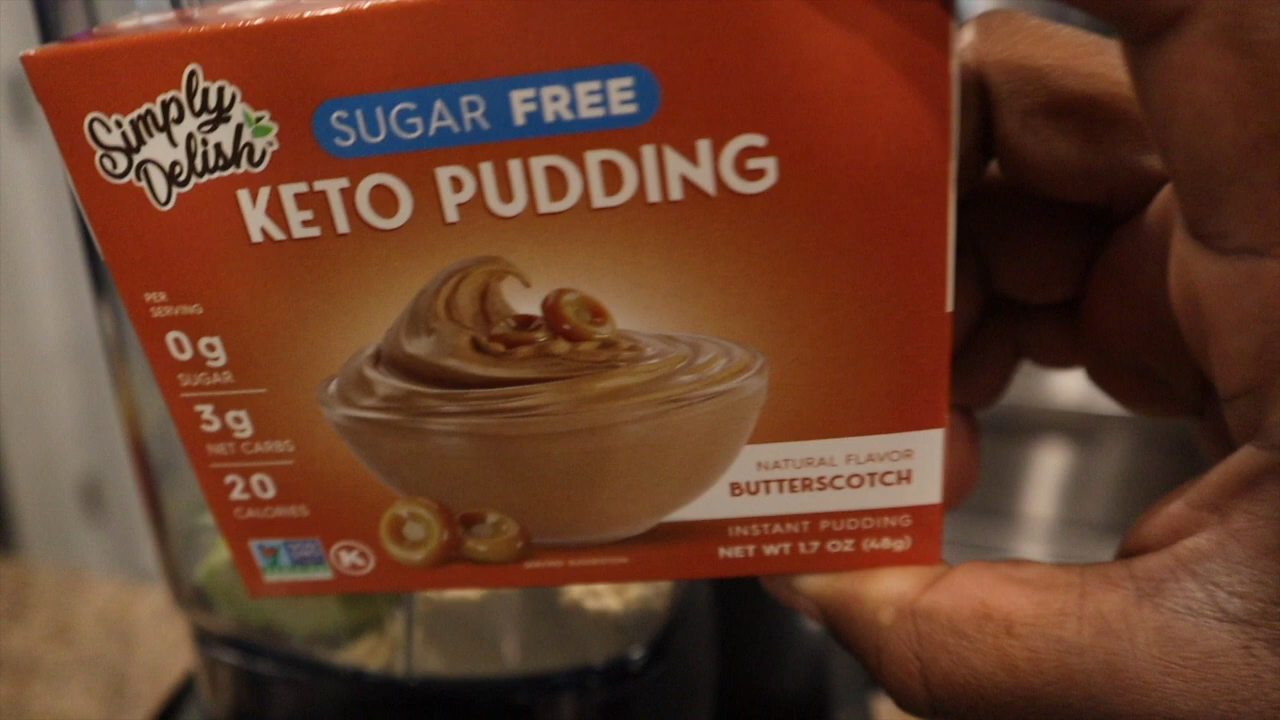 Simply
Delish
SUGAR FREE
KETO PUDDING
PER
SERVING
0g
SUGAR
3g
NET CARBS
20
CALORIES
K
NATURAL FLAVOR
BUTTERSCOTCH
INSTANT PUDDING
NET WT 1.7 OZ (48g)